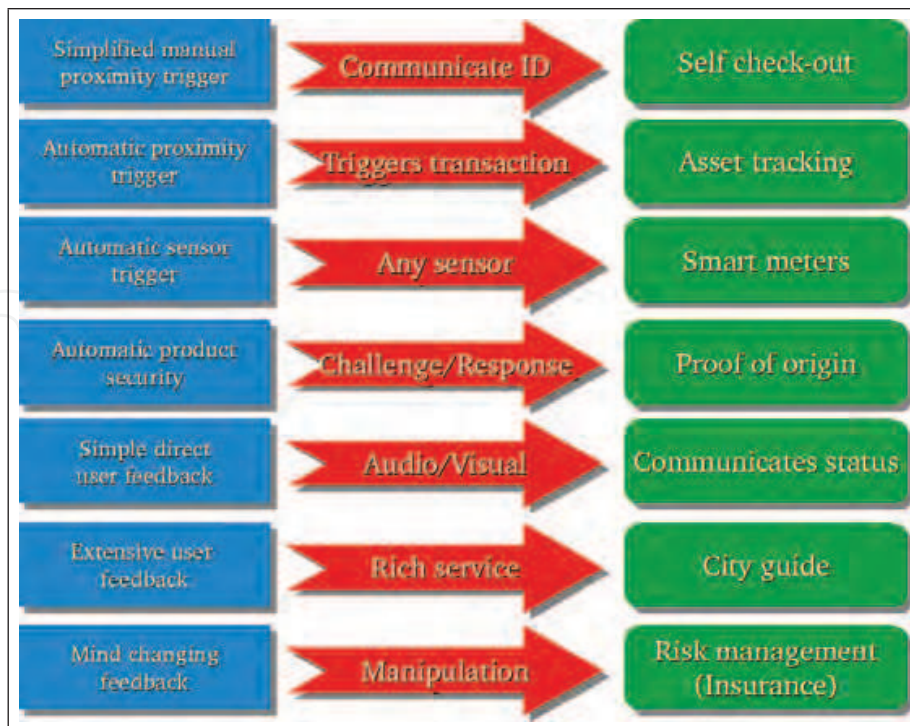 Simplified manual
proximity trigger
Communicate ID
Self check-out
Automatic proximity
trigger
Triggers transaction
Asset tracking
Automatic sensor
trigger
Any sensor
Smart meters
Automatic product
security
Challenge/Response
Proof of origin
Simple direct
user feedback
Audio/Visual
Communicates status
Extensive user
feedback
Rich service
City guide
Mind changing
feedback
Manipulation
Risk management
(Insurance)